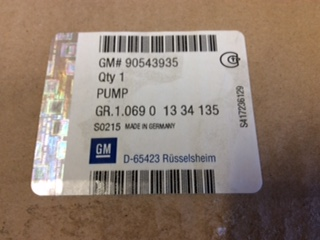 GM# 90543935
Qty 1
PUMP
GR.1.069 0 13 34 135
S0215 MADE IN GERMANY
GM
D-65423 Rüsselsheim
S417236129